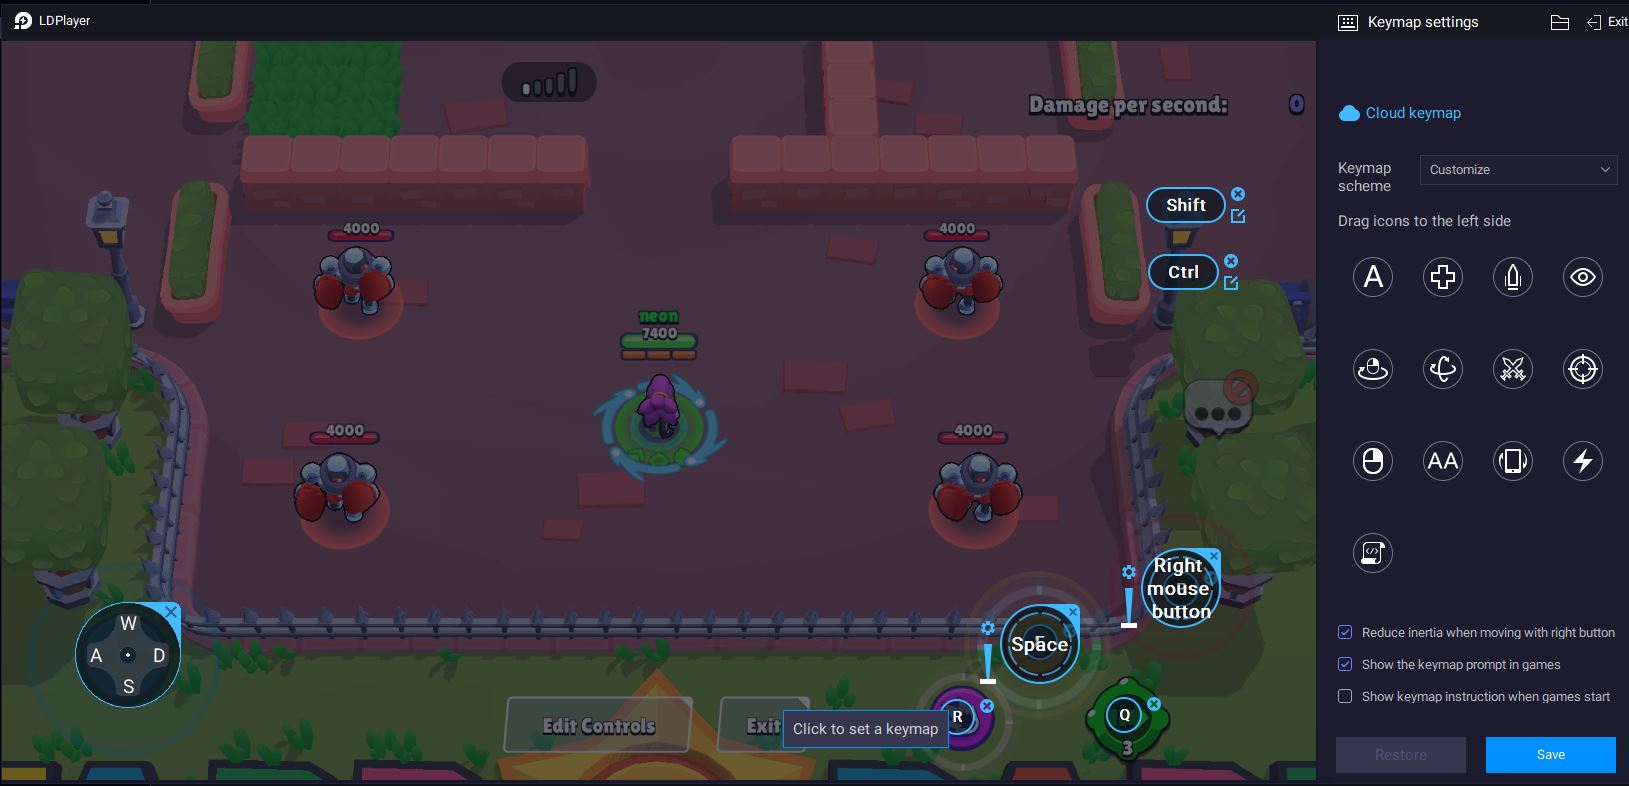 LDPlayer
Keymap settings
Exit
Damage per second: 0
Cloud keymap
Keymap scheme
Customize
Drag icons to the left side
Shift
Ctrl
A
4000
4000
neon
7400
4000
4000
AA
Right mouse button
W
A D
S
Space
Reduce inertia when moving with right button
Show the keymap prompt in games
Show keymap instruction when games start
Edit Controls
Exit
Click to set a keymap
R
Q
3
Restore
Save